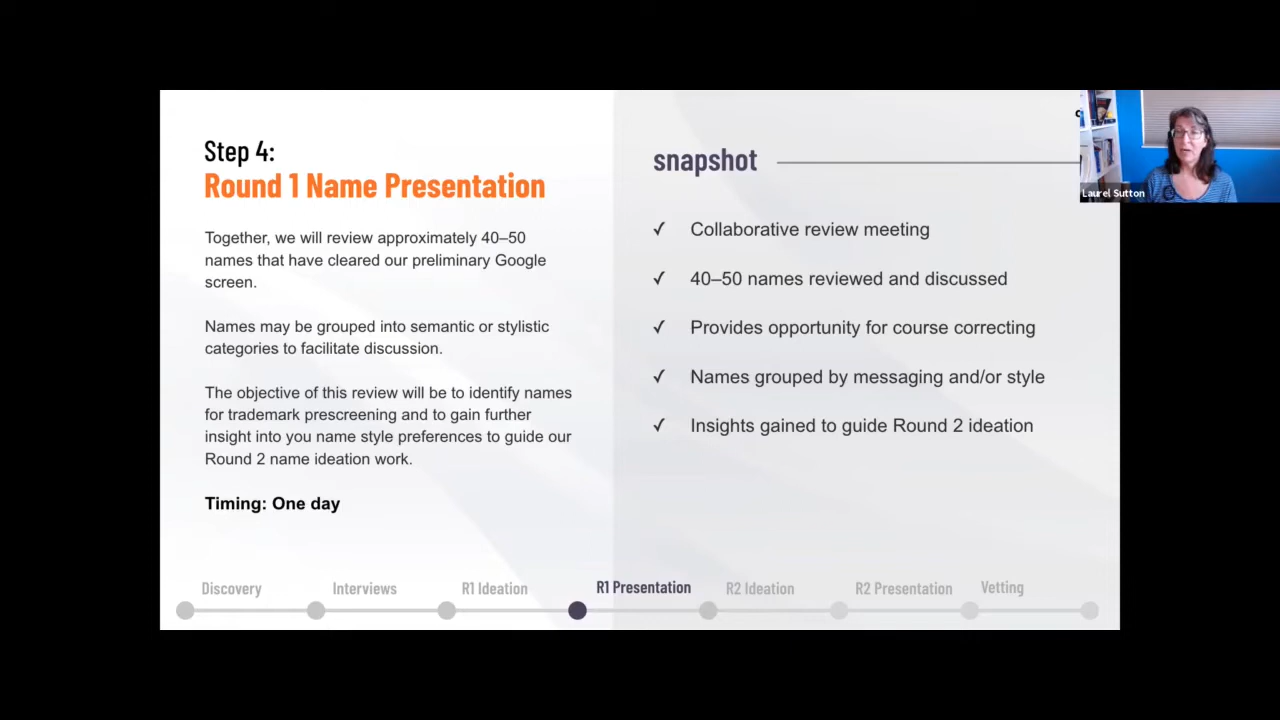 Step 4:
Round 1 Name Presentation
Together, we will review approximately 40–50
names that have cleared our preliminary Google
screen.
Names may be grouped into semantic or stylistic
categories to facilitate discussion.
The objective of this review will be to identify names
for trademark prescreening and to gain further
insight into you name style preferences to guide our
Round 2 name ideation work.
Timing: One day
snapshot
✓ Collaborative review meeting
✓ 40–50 names reviewed and discussed
✓ Provides opportunity for course correcting
✓ Names grouped by messaging and/or style
✓ Insights gained to guide Round 2 ideation
Laurel Sutton
Discovery Interviews R1 Ideation R1 Presentation R2 Ideation R2 Presentation Vetting